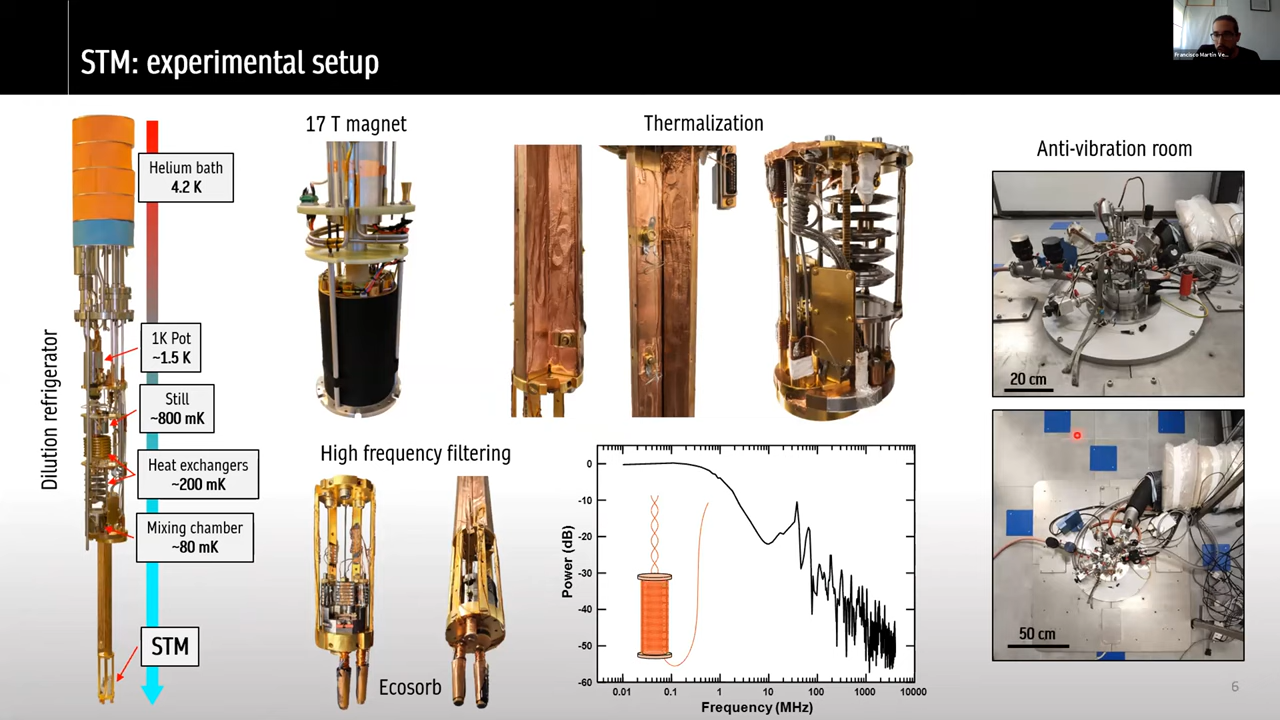 STM: experimental setup
Francisco Martín Ve...
Dilution refrigerator
Helium bath
4.2 K
1K Pot
~1.5 K
Still
~800 mK
Heat exchangers
~200 mK
Mixing chamber
~80 mK
STM
17 T magnet
Thermalization
Anti-vibration room
20 cm
50 cm
High frequency filtering
Ecosorb
Power (dB)
0
-10
-20
-30
-40
-50
-60
0.01
0.1
1
10
100
1000
10000
Frequency (MHz)
6